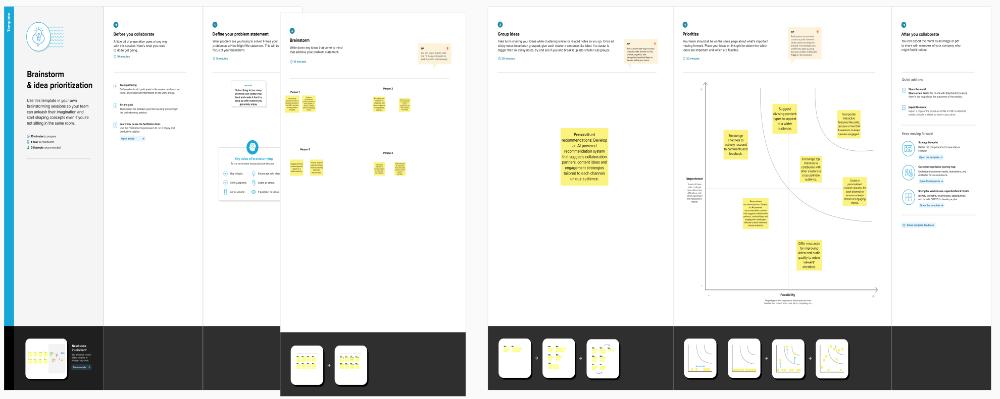 Template
Brainstorm
& idea prioritization
Use this template in your own
brainstorming sessions so your team
can unleash their imagination and
start shaping concepts even if you're
not sitting in the same room.
10 minutes to prepare
1 hour to collaborate
2-8 people recommended
Need some
inspiration?
See a finished version
of this template to
kickstart your work.
Open example
Before you collaborate
A little bit of preparation goes a long way
with this session. Here's what you need
to do to get going.
10 minutes
A
Team gathering
Define who should participate in the session and send an
invite. Share relevant information or pre-work ahead.
B
Set the goal
Think about the problem you'll be focusing on solving in
the brainstorming session.
C
Learn how to use the facilitation tools
Use the Facilitation Superpowers to run a happy and
productive session.
Open article
1
Define your problem statement
What problem are you trying to solve? Frame your
problem as a How Might We statement. This will be
focus of your brainstorm.
5 minutes
PROBLEM
Subscribing to too many
channels can clutter your
feed and make it hard to
keep up with content you
genuinely enjoy.
Key rules of brainstorming
To run an smooth and productive session
Stay in topic.
Encourage wild ideas
Defer judgment.
Listen to others.
Go for volume.
If possible, be visual.
2
Brainstorm
Write down any ideas that come to mind
that address your problem statement.
10 minutes
TIP
You can select a sticky note
and hit the pencil [switch to
sketch] icon to start drawing!
Person 1
Person 2
Person 3
Suggest divising
content types to
appeal to a
wider audience.
Provide detailed
analytics to help
channels identify
trends for
improvement.
Person 4
3
Group ideas
Take turns sharing your ideas while clustering similar or related notes as you go. Once all
sticky notes have been grouped, give each cluster a sentence-like label. If a cluster is
bigger than six sticky notes, try and see if you and break it up into smaller sub-groups.
20 minutes
TIP
Add customizable tags to sticky
notes to make it easier to find,
browse, organize, and
categorize important ideas as
themes within your mural.
Personalised
recommendations: Develop
an AI-powered
recommendation system
that suggests collaboration
partners, content ideas and
engagement strategies
tailored to each channels
unique audience.
4
Prioritize
Your team should all be on the same page about what's important
moving forward. Place your ideas on this grid to determine which
ideas are important and which are feasible.
20 minutes
TIP
Participants can use their
cursors to point at where
sticky notes should go on
the grid. The facilitator can
confirm the spot by using
the laser pointer holding the
H key on the keyboard.
+
Suggest
divising content
types to appeal
to a wider
audience.
Incorporate
interactive
features like polls,
quizzes or live Q &
A sessions to keep
viewers engaged.
Encourage
channels to
actively respond
to comments and
feedback.
Encourage top
channels to
collaborate with
other creators to
cross-pollinate
audience.
Create a
personalised
content calendar for
each channel to
ensure a steady
stream of engaging
videos.
Importance
If each of these
tasks could get
done without any
difficulty or cost,
which would have
the most positive
impact?
Personalised
recommendations: Develop
an AI-powered
recommendation system
that suggests collaboration
partners, content ideas and
engagement strategies
tailored to each channels
unique audience.
Offer resources
for improving
video and audio
quality to retain
viewers'
attention.
-
-
+
Feasibility
Regardless of their importance, which tasks are more
feasible than others? (Cost, time, effort, complexity, etc.)
After you collaborate
You can export the mural as an image or pdf
to share with members of your company who
might find it helpful.
Quick add-ons
A
Share the mural
Share a view link to the mural with stakeholders to keep
them in the loop about the outcomes of the session.
B
Export the mural
Export a copy of the mural as a PNG or PDF to attach to
emails, include in slides, or save in your drive.
Keep moving forward
Strategy blueprint
Define the components of a new idea or
strategy.
Open the template
Customer experience journey map
Understand customer needs, motivations, and
obstacles for an experience.
Open the template
Strengths, weaknesses, opportunities & threats
Identify strengths, weaknesses, opportunities,
and threats (SWOT) to develop a plan.
Open the template
Share template feedback